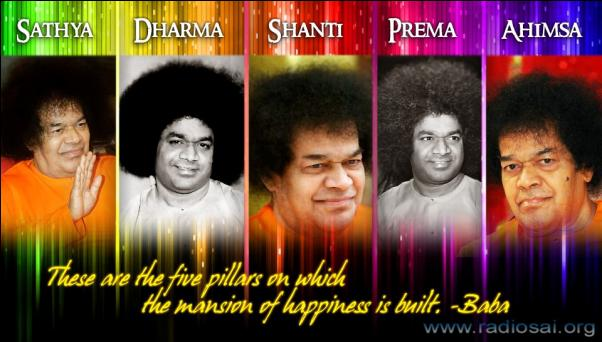 SATHYA DHARMA SHANTI PREMA AHIMSA
These are the five pillars on which
the mansion of happiness is built. -Baba
www.radiosai.org